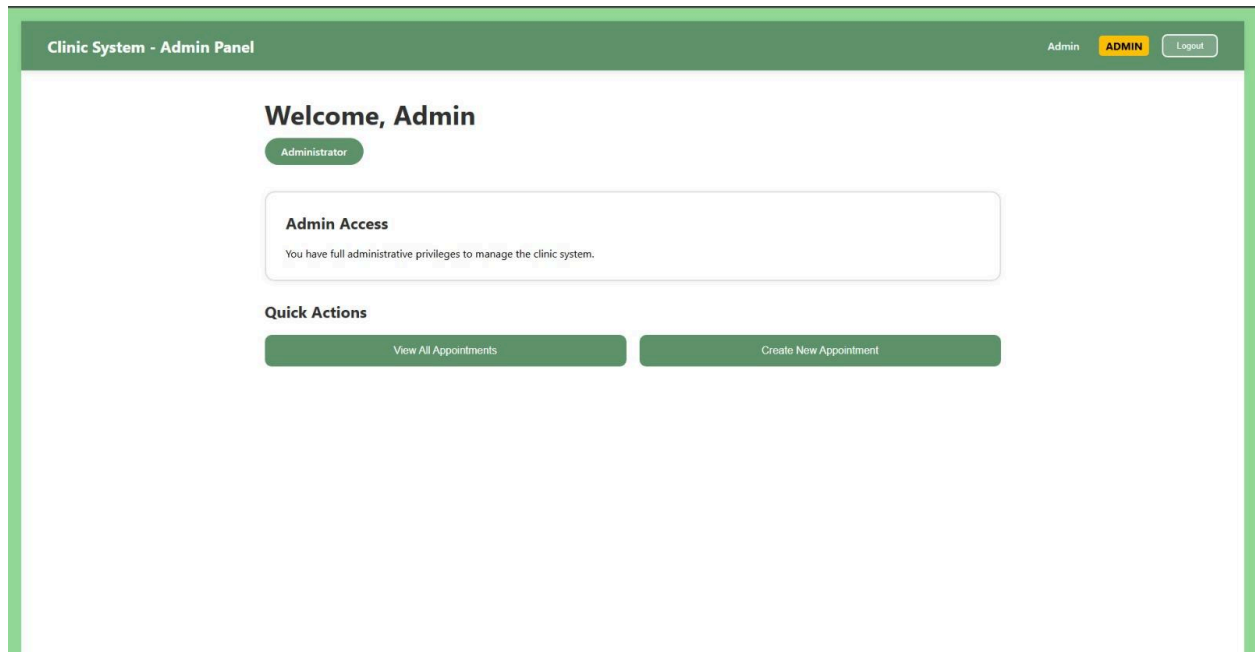 Clinic System - Admin Panel
Admin
ADMIN
Logout
Welcome, Admin
Administrator
Admin Access
You have full administrative privileges to manage the clinic system.
Quick Actions
View All Appointments
Create New Appointment